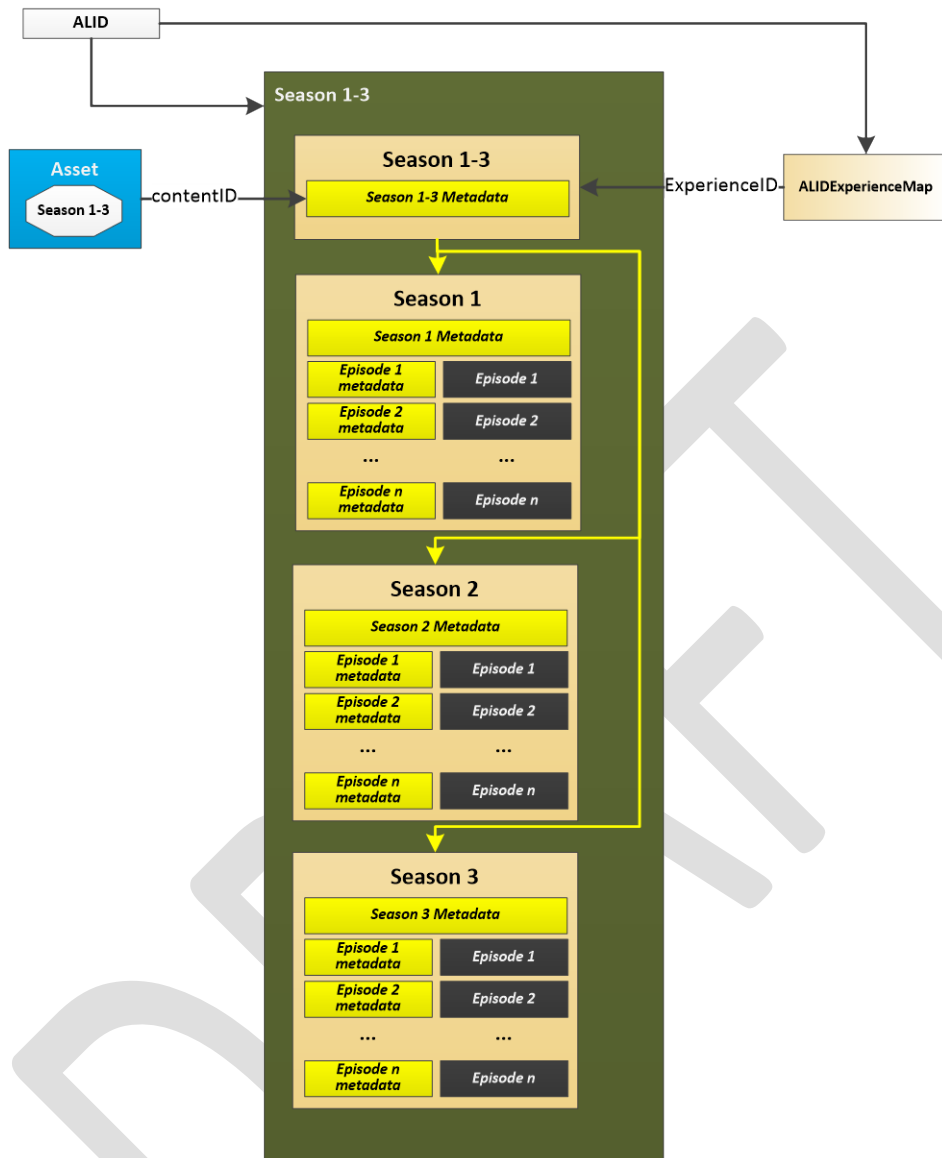 ALID
Season 1-3
Season 1-3
Season 1-3 Metadata
Asset
Season 1-3
contentID
ExperienceID
ALIDExperienceMap
Season 1
Season 1 Metadata
Episode 1
metadata
Episode 1
Episode 2
metadata
Episode 2
...
...
Episode n
metadata
Episode n
Season 2
Season 2 Metadata
Episode 1
metadata
Episode 1
Episode 2
metadata
Episode 2
...
...
Episode n
metadata
Episode n
Season 3
Season 3 Metadata
Episode 1
metadata
Episode 1
Episode 2
metadata
Episode 2
...
...
Episode n
metadata
Episode n
DRAFT